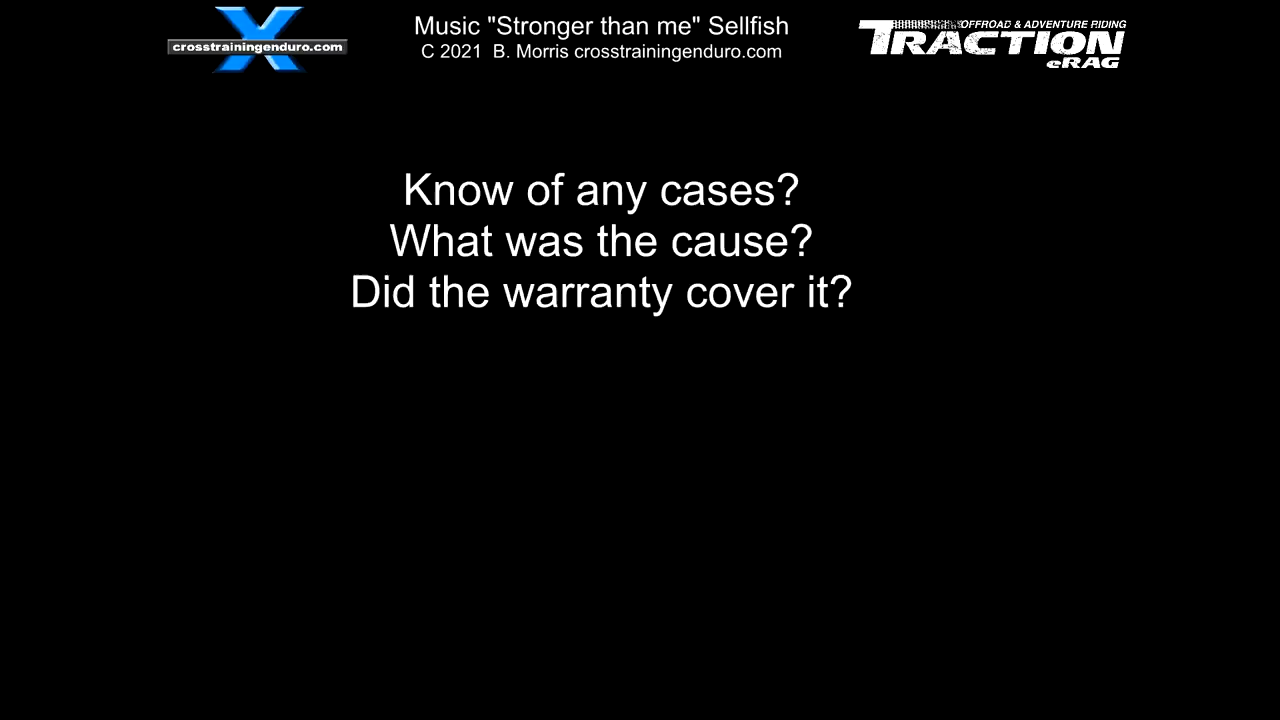 crosstrainingenduro.com
Music "Stronger than me" Sellfish
C 2021 B. Morris crosstrainingenduro.com
OFFROAD & ADVENTURE RIDING
TRACTION
eRAG
Know of any cases?
What was the cause?
Did the warranty cover it?